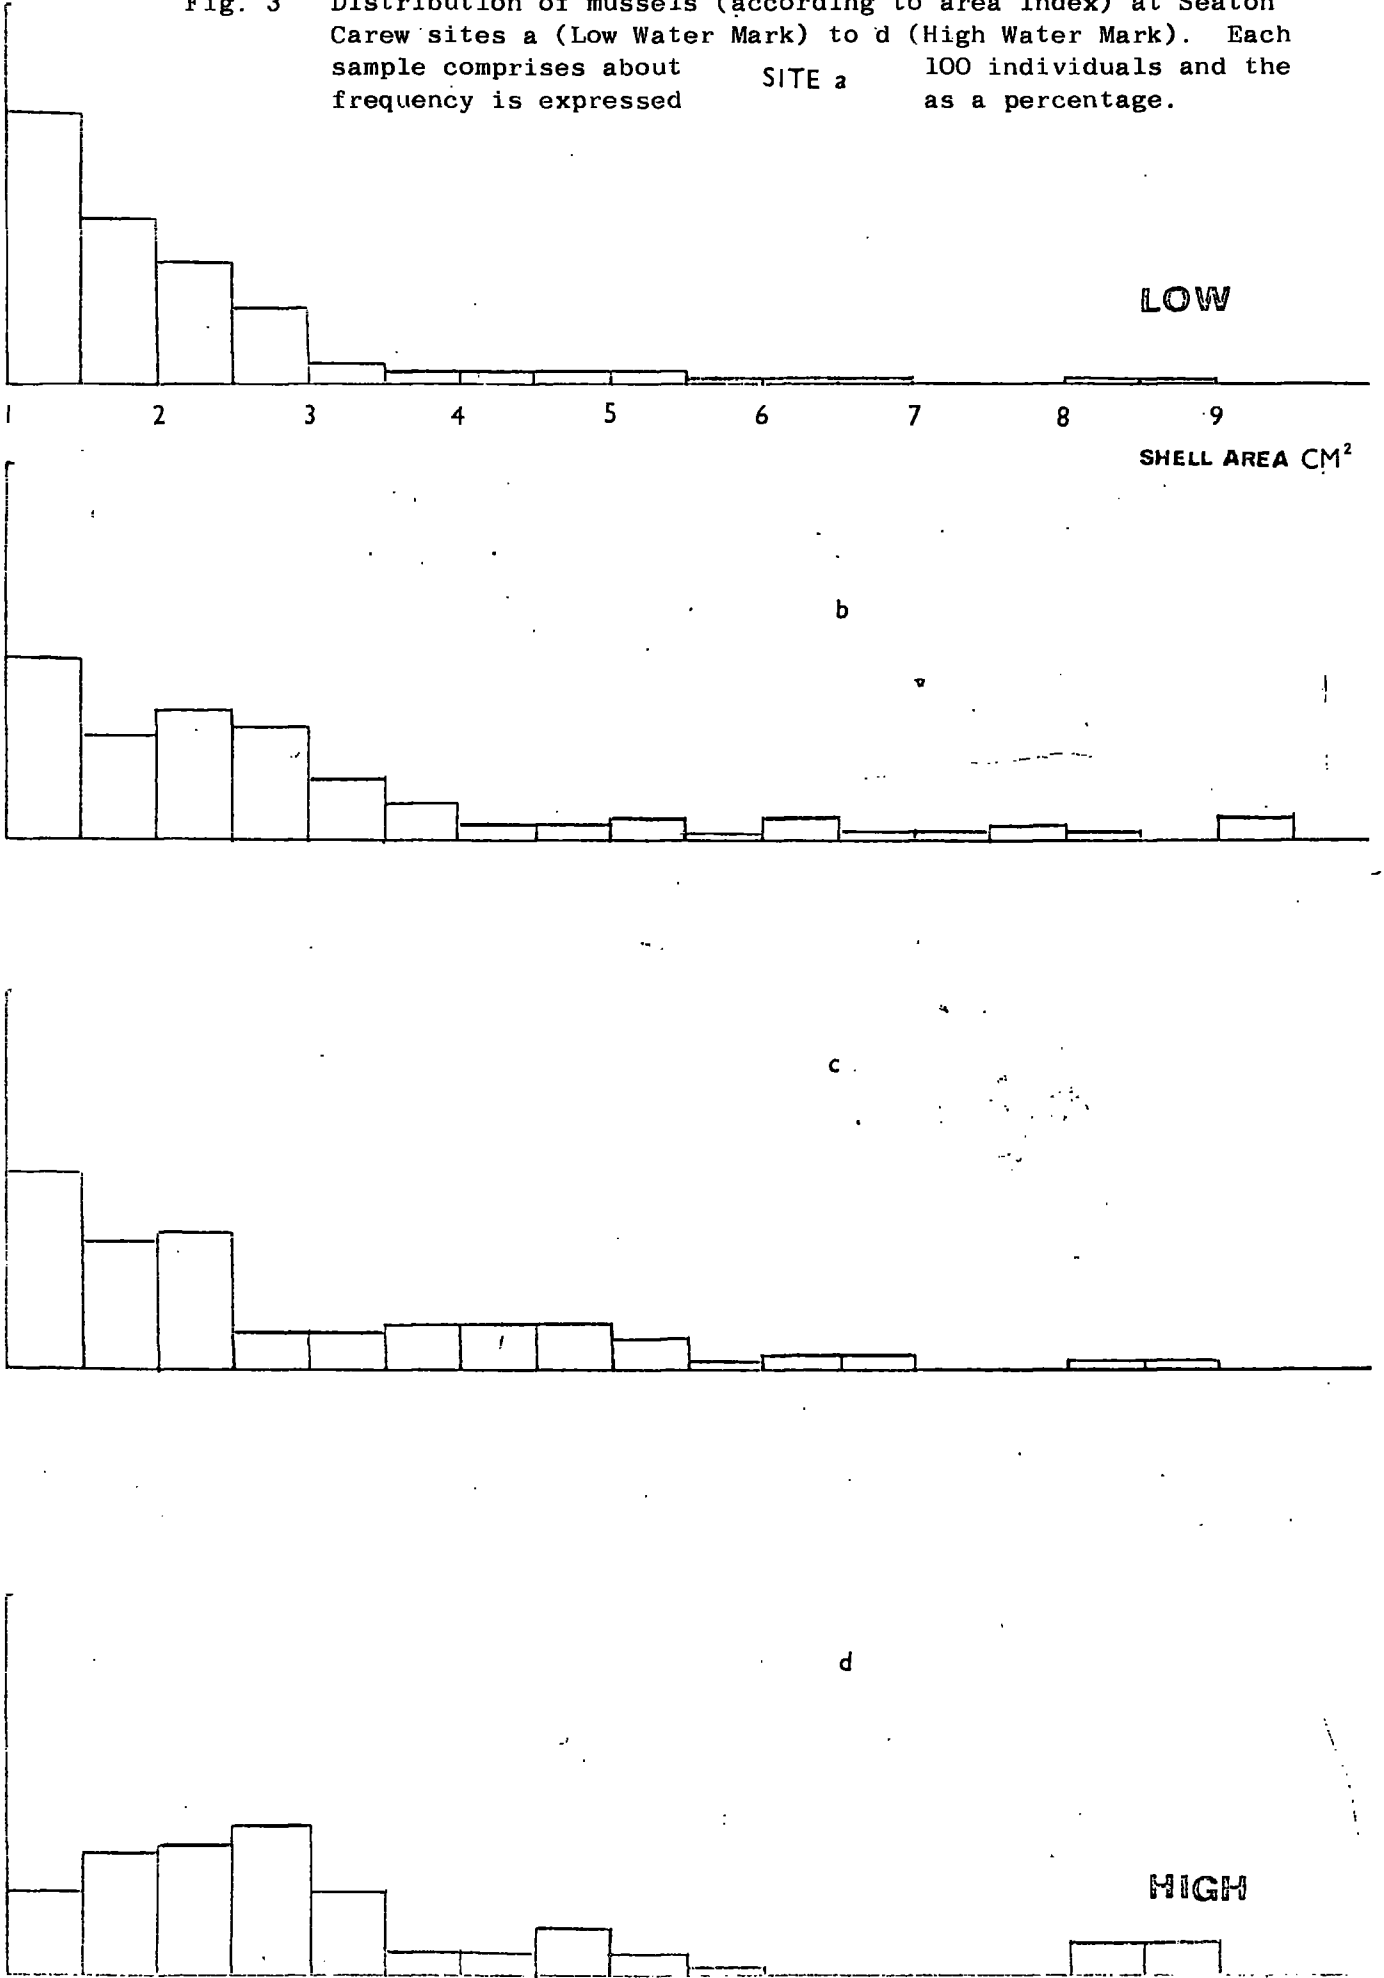 Fig. 3 Distribution of mussels (according to area index) at Seaton
Carew sites a (Low Water Mark) to d (High Water Mark). Each
sample comprises about 100 individuals and the
frequency is expressed as a percentage.
SITE a
LOW
1 2 3 4 5 6 7 8 9
SHELL AREA CM²
b
c
d
HIGH